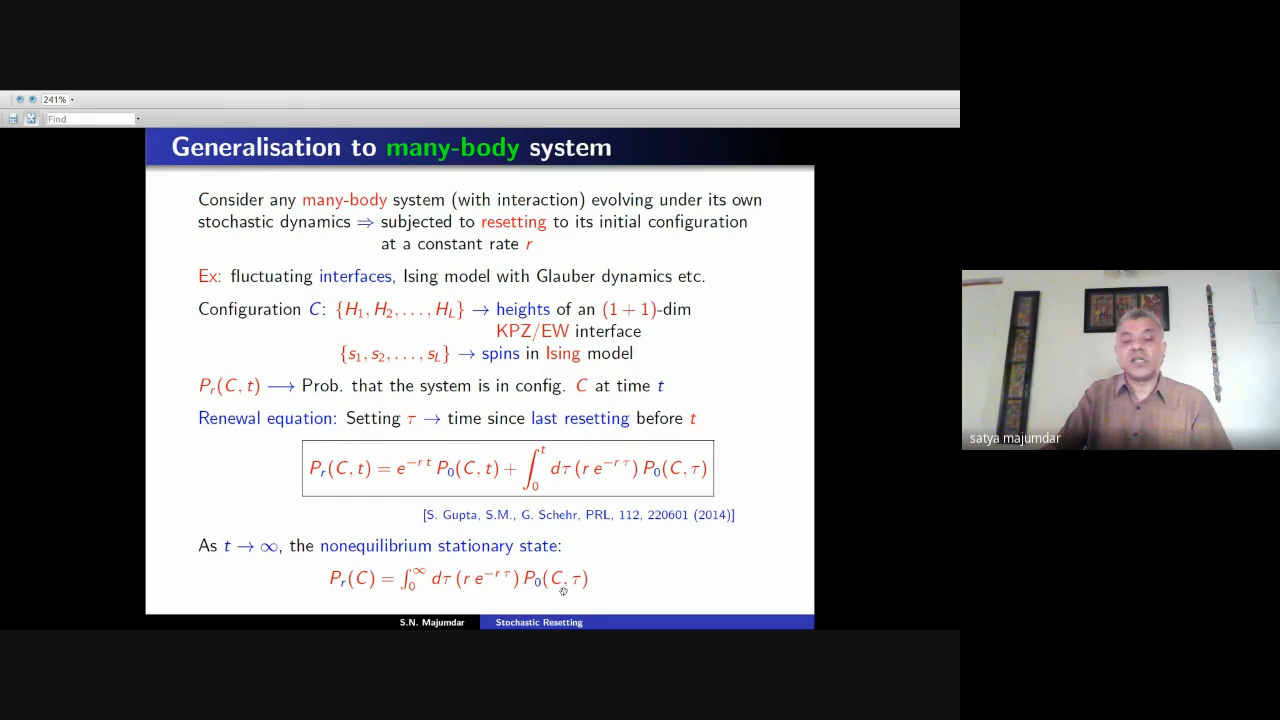 241%
Find
Generalisation to many-body system
Consider any many-body system (with interaction) evolving under its own
stochastic dynamics ⇒ subjected to resetting to its initial configuration
at a constant rate r
Ex: fluctuating interfaces, Ising model with Glauber dynamics etc.
Configuration C: {H₁, H₂, . . . , H_L} → heights of an (1 + 1)-dim
KPZ/EW interface
{s₁, s₂, . . . , s_L} → spins in Ising model
P_r(C, t) ⟶ Prob. that the system is in config. C at time t
Renewal equation: Setting τ → time since last resetting before t
P_r(C, t) = e^{−r t} P₀(C, t) + ∫₀^t dτ (r e^{−r τ}) P₀(C, τ)
[S. Gupta, S.M., G. Schehr, PRL, 112, 220601 (2014)]
As t → ∞, the nonequilibrium stationary state:
P_r(C) = ∫₀^∞ dτ (r e^{−r τ}) P₀(C, τ)
S.N. Majumdar Stochastic Resetting
satya majumdar